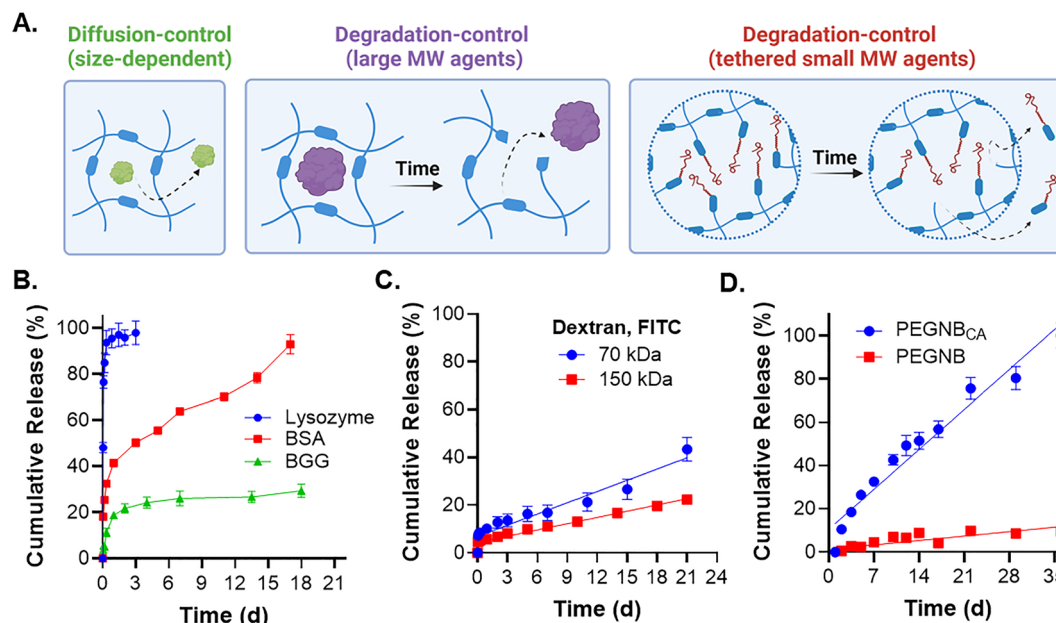 A.
Diffusion-control
(size-dependent)
Degradation-control
(large MW agents)
Degradation-control
(tethered small MW agents)
Time
Time
B.
Cumulative Release (%)
100
80
60
40
20
0
Lysozyme
BSA
BGG
0 3 6 9 12 15 18 21
Time (d)
C.
Cumulative Release (%)
100
80
60
40
20
0
Dextran, FITC
70 kDa
150 kDa
0 3 6 9 12 15 18 21 24
Time (d)
D.
Cumulative Release (%)
100
80
60
40
20
0
PEGNBCA
PEGNB
0 7 14 21 28 35
Time (d)